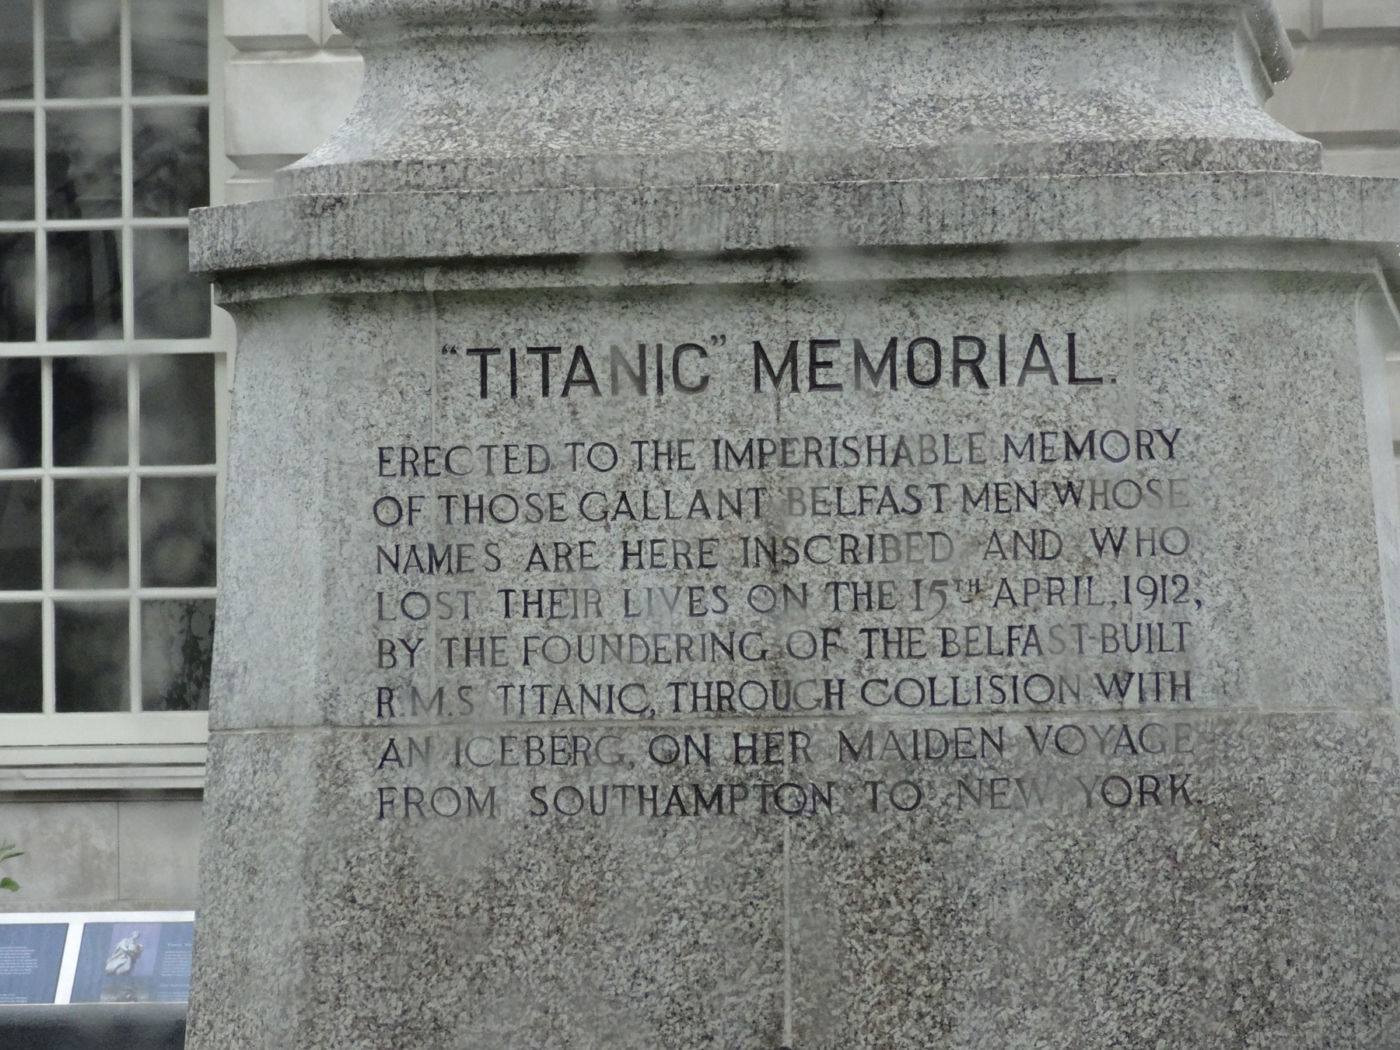 "TITANIC" MEMORIAL.
ERECTED TO THE IMPERISHABLE MEMORY
OF THOSE GALLANT BELFAST MEN WHOSE
NAMES ARE HERE INSCRIBED AND WHO
LOST THEIR LIVES ON THE 15TH APRIL, 1912,
BY THE FOUNDERING OF THE BELFAST-BUILT
R.M.S TITANIC, THROUGH COLLISION WITH
AN ICEBERG, ON HER MAIDEN VOYAGE
FROM SOUTHAMPTON TO NEW YORK.